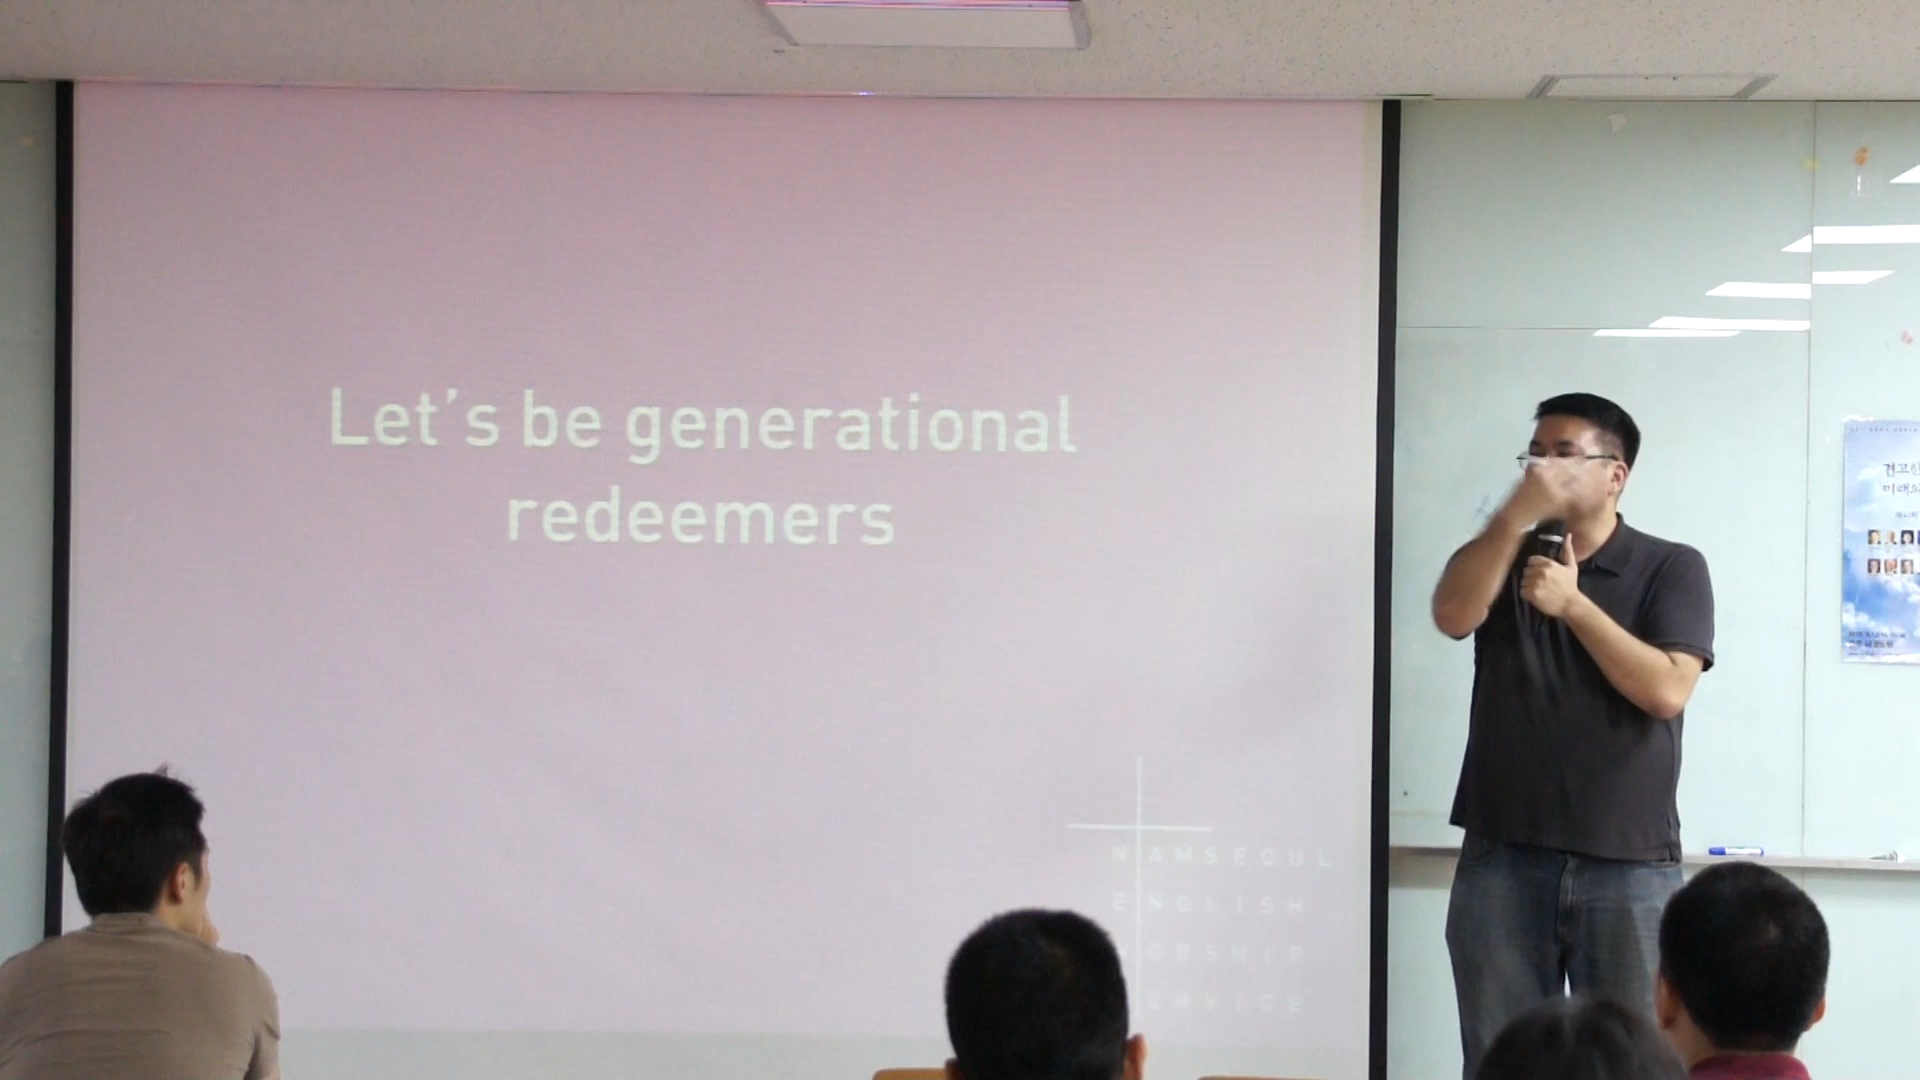 Let's be generational
redeemers
NAMSEOUL
ENGLISH
WORSHIP
SERVICE